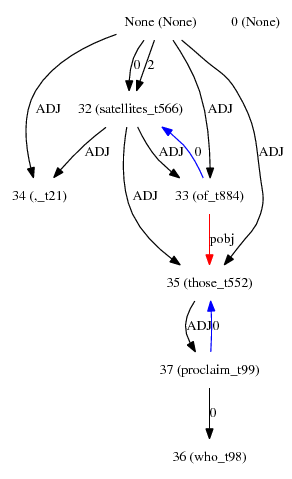 None (None) 0 (None)
0 2
ADJ ADJ
32 (satellites_t566)
ADJ ADJ 0 ADJ
34 (,_t21) ADJ 33 (of_t884)
pobj
35 (those_t552)
ADJ 0
37 (proclaim_t99)
0
36 (who_t98)